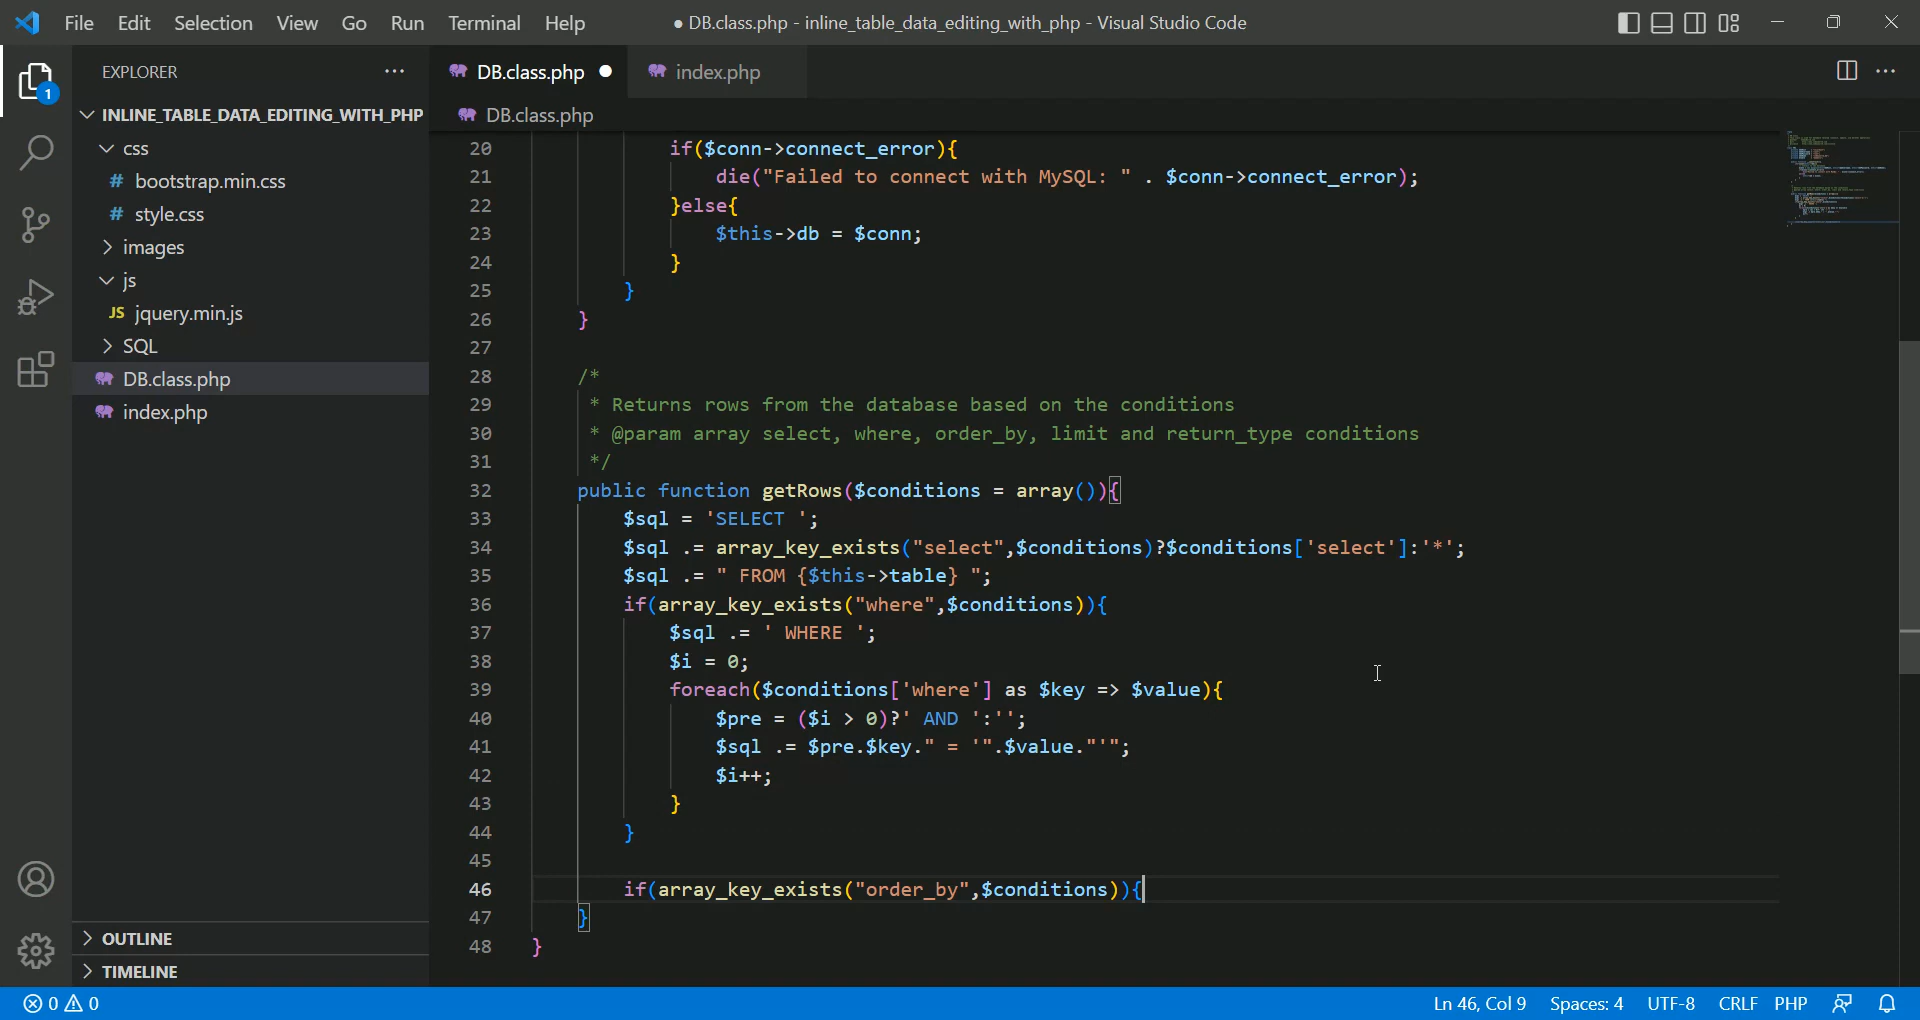 File Edit Selection View Go Run Terminal Help
● DB.class.php - inline_table_data_editing_with_php - Visual Studio Code
EXPLORER
INLINE_TABLE_DATA_EDITING_WITH_PHP
css
# bootstrap.min.css
# style.css
images
js
JS jquery.min.js
SQL
DB.class.php
index.php
OUTLINE
TIMELINE
1
DB.class.php ● index.php
DB.class.php
20 if($conn->connect_error){
21 die("Failed to connect with MySQL: " . $conn->connect_error);
22 }else{
23 $this->db = $conn;
24 }
25 }
26 }
27
28 /*
29 * Returns rows from the database based on the conditions
30 * @param array select, where, order_by, limit and return_type conditions
31 */
32 public function getRows($conditions = array()){
33 $sql = 'SELECT ';
34 $sql .= array_key_exists("select",$conditions)?$conditions['select']:'*';
35 $sql .= " FROM {$this->table} ";
36 if(array_key_exists("where",$conditions)){
37 $sql .= ' WHERE ';
38 $i = 0;
39 foreach($conditions['where'] as $key => $value){
40 $pre = ($i > 0)?' AND ':'';
41 $sql .= $pre.$key." = '".$value."'";
42 $i++;
43 }
44 }
45
46 if(array_key_exists("order_by",$conditions)){
47 }
48 }
0 0
Ln 46, Col 9 Spaces: 4 UTF-8 CRLF PHP